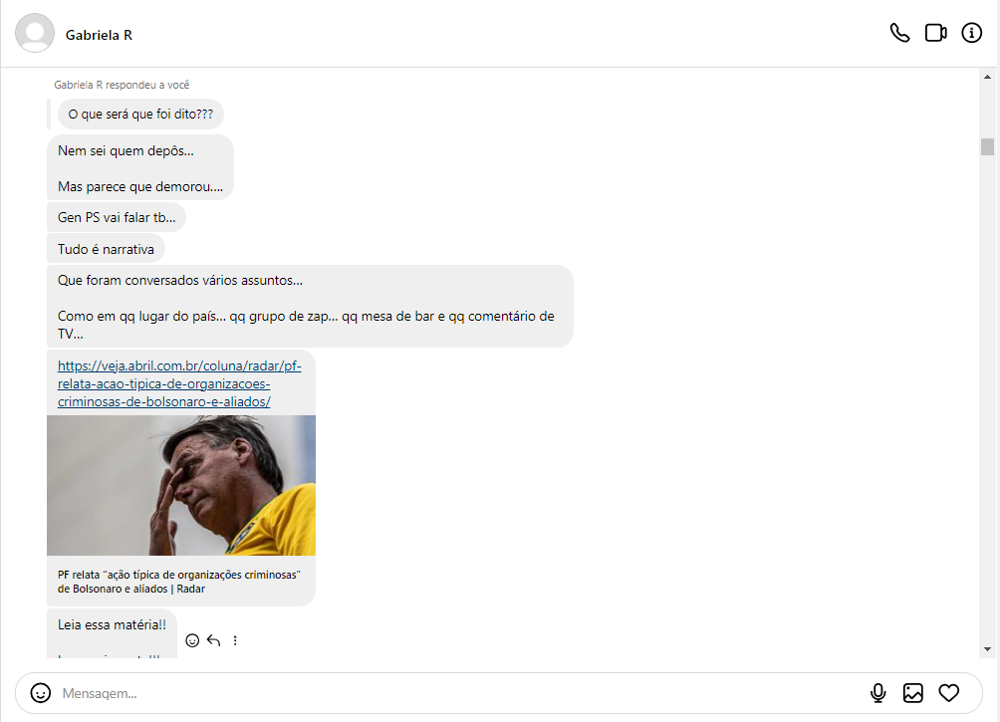 Gabriela R
Gabriela R respondeu a você
O que será que foi dito???
Nem sei quem depôs...
Mas parece que demorou....
Gen PS vai falar tb...
Tudo é narrativa
Que foram conversados vários assuntos...
Como em qq lugar do país... qq grupo de zap... qq mesa de bar e qq comentário de
TV...
https://veja.abril.com.br/coluna/radar/pf-
relata-acao-tipica-de-organizacoes-
criminosas-de-bolsonaro-e-aliados/
PF relata “ação típica de organizações criminosas”
de Bolsonaro e aliados | Radar
Leia essa matéria!!
Mensagem...